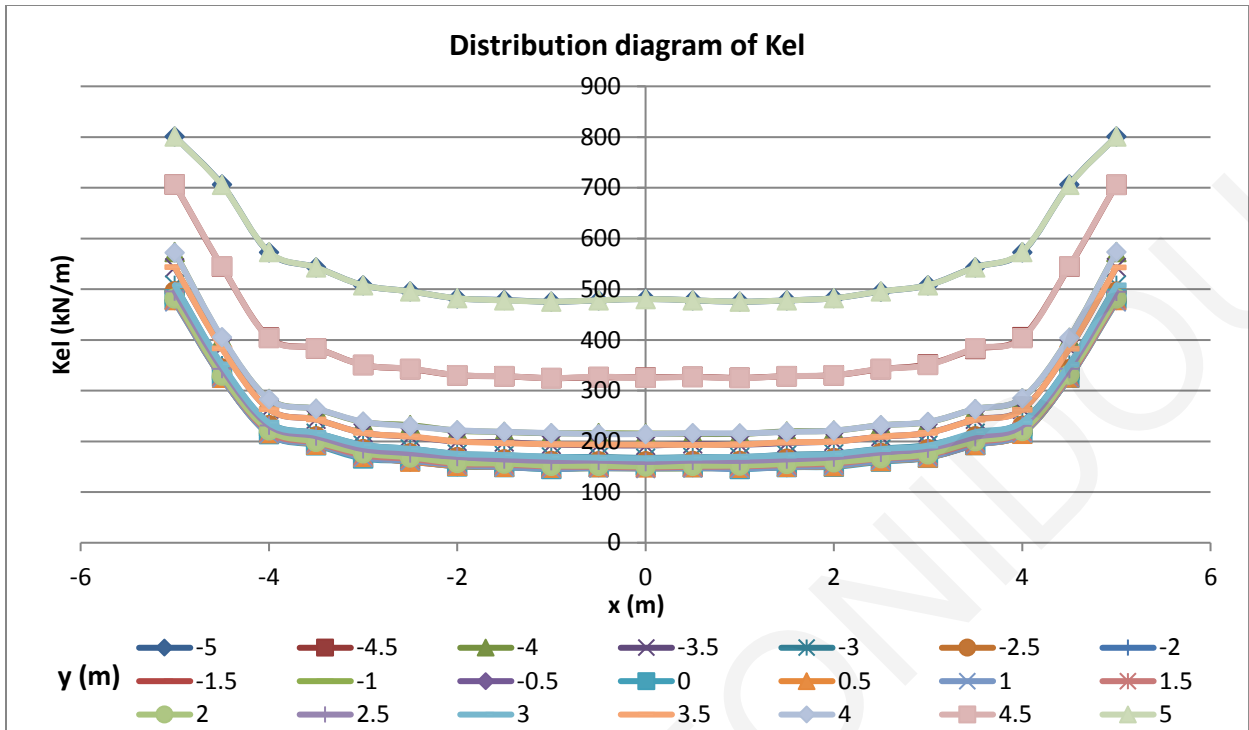 Distribution diagram of Kel
900
800
700
600
500
400
300
200
100
0
Kel (kN/m)
-6 -4 -2 0 2 4 6
x (m)
y (m)
-5 -4.5 -4 -3.5 -3 -2.5 -2
-1.5 -1 -0.5 0 0.5 1 1.5
2 2.5 3 3.5 4 4.5 5
ONIDOU